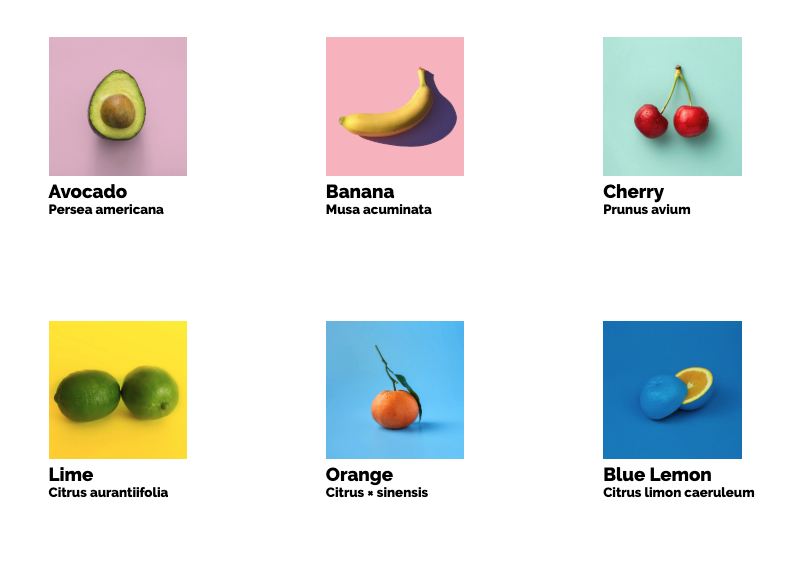 Avocado
Persea americana
Banana
Musa acuminata
Cherry
Prunus avium
Lime
Citrus aurantiifolia
Orange
Citrus × sinensis
Blue Lemon
Citrus limon caeruleum